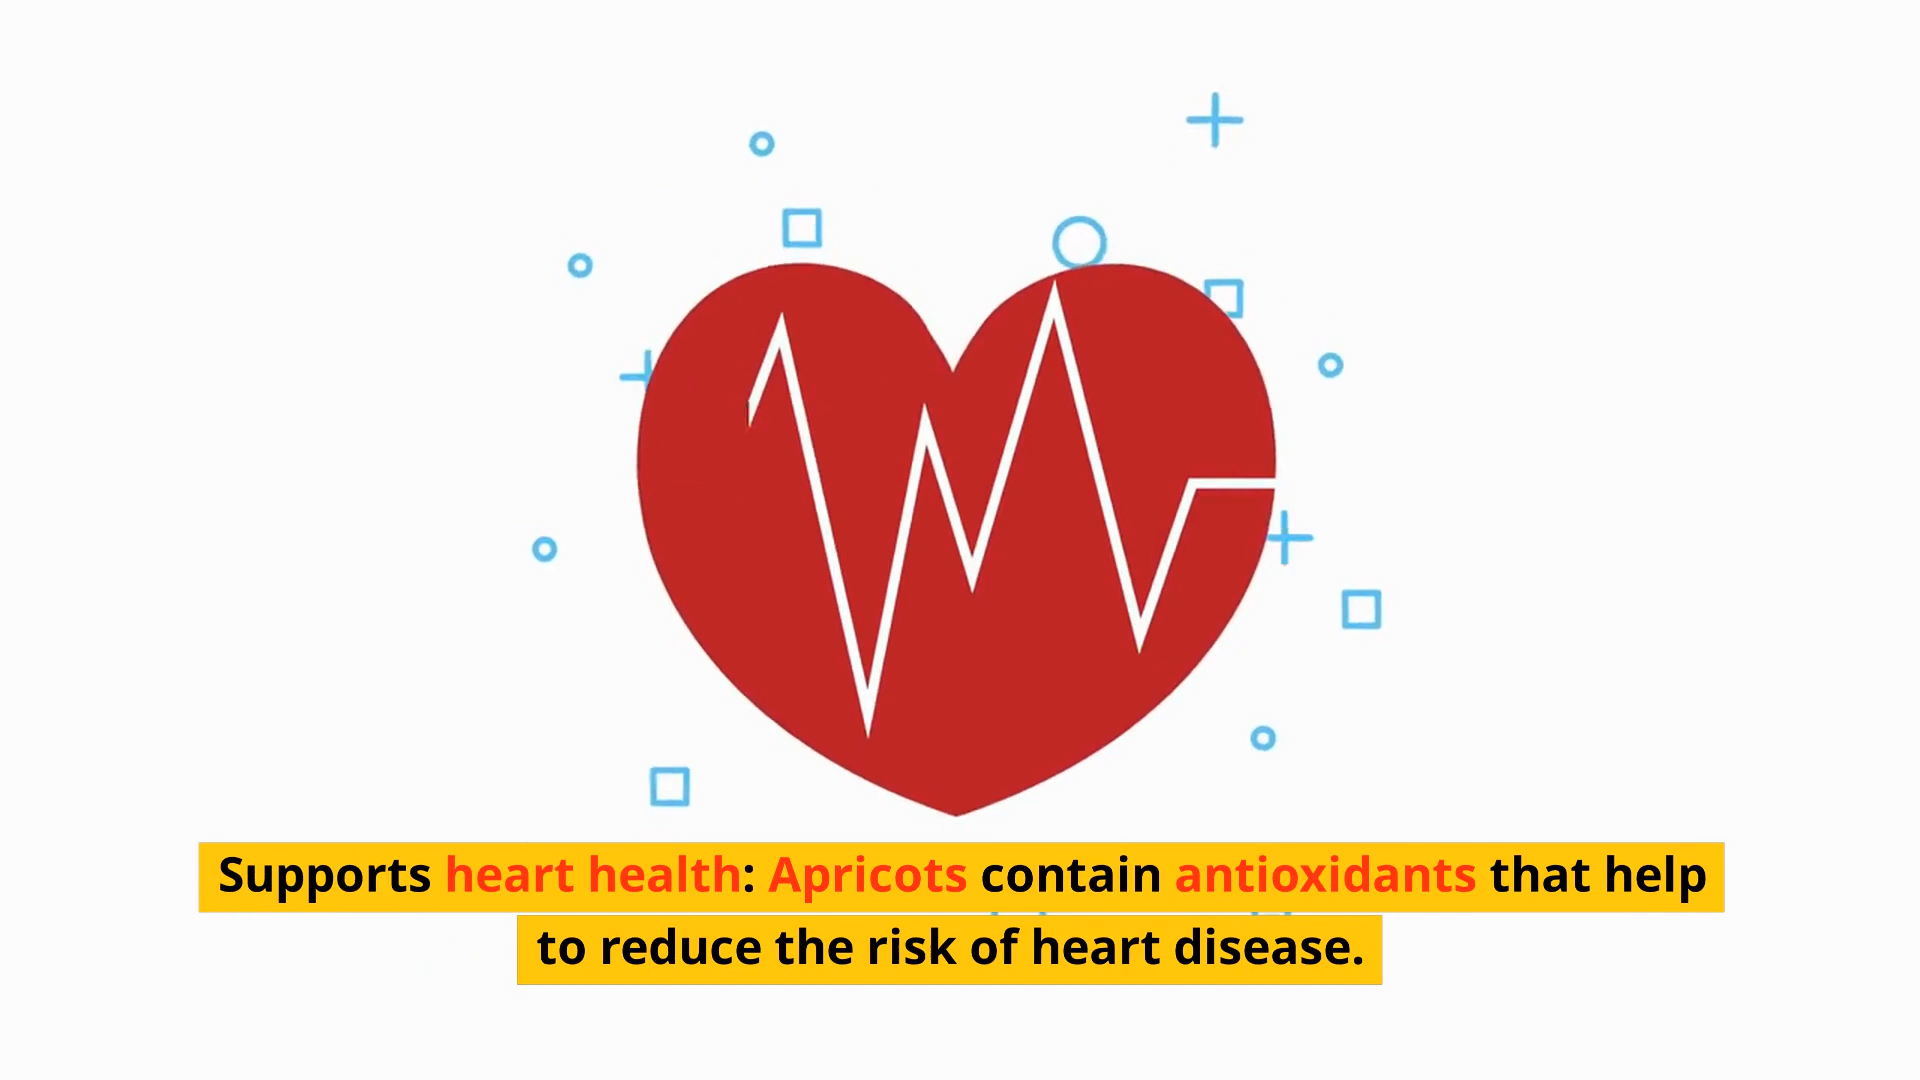 Supports heart health: Apricots contain antioxidants that help
to reduce the risk of heart disease.